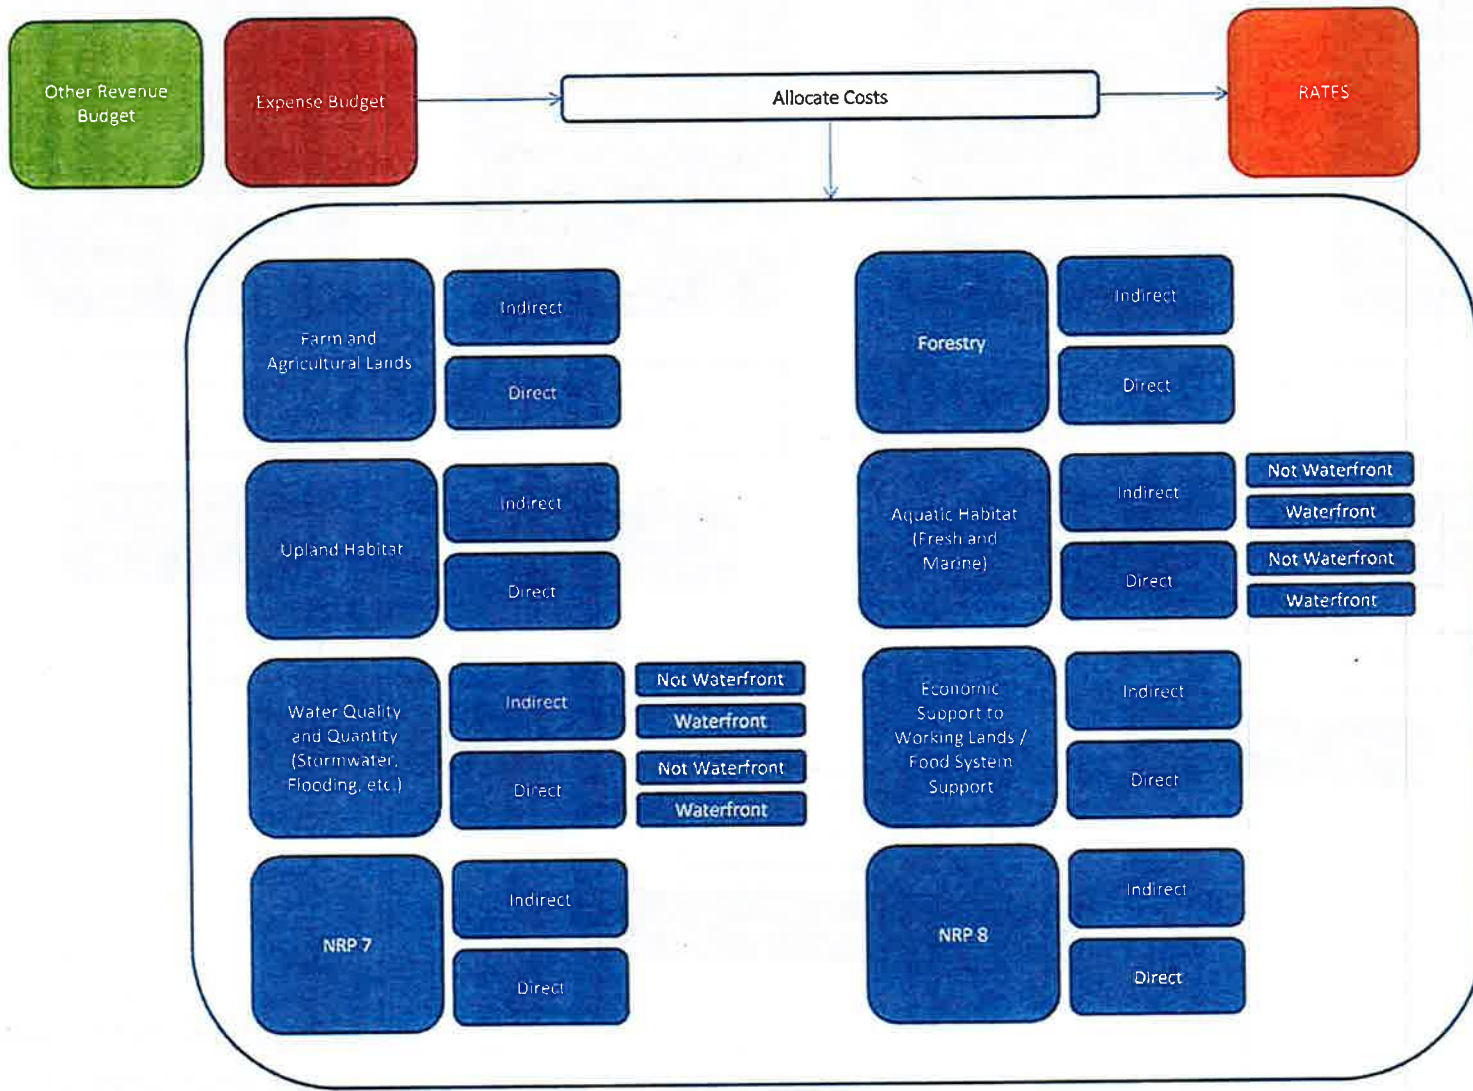 Other Revenue
Budget
Expense Budget
Allocate Costs
RATES
Farm and
Agricultural Lands
Indirect
Direct
Forestry
Indirect
Direct
Upland Habitat
Indirect
Direct
Aquatic Habitat
(Fresh and
Marine)
Indirect
Not Waterfront
Waterfront
Direct
Not Waterfront
Waterfront
Water Quality
and Quantity
(Stormwater,
Flooding, etc.)
Indirect
Not Waterfront
Waterfront
Direct
Not Waterfront
Waterfront
Economic
Support to
Working Lands /
Food System
Support
Indirect
Direct
NRP 7
Indirect
Direct
NRP 8
Indirect
Direct